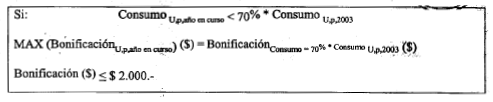 Si: Consumo U,p,año en curso < 70% * Consumo U,p,2003
MAX (Bonificación U,p,año en curso) ($) = Bonificación Consumo = 70% * Consumo U,p,2003 ($)
Bonificación ($) ≤ $ 2.000.-